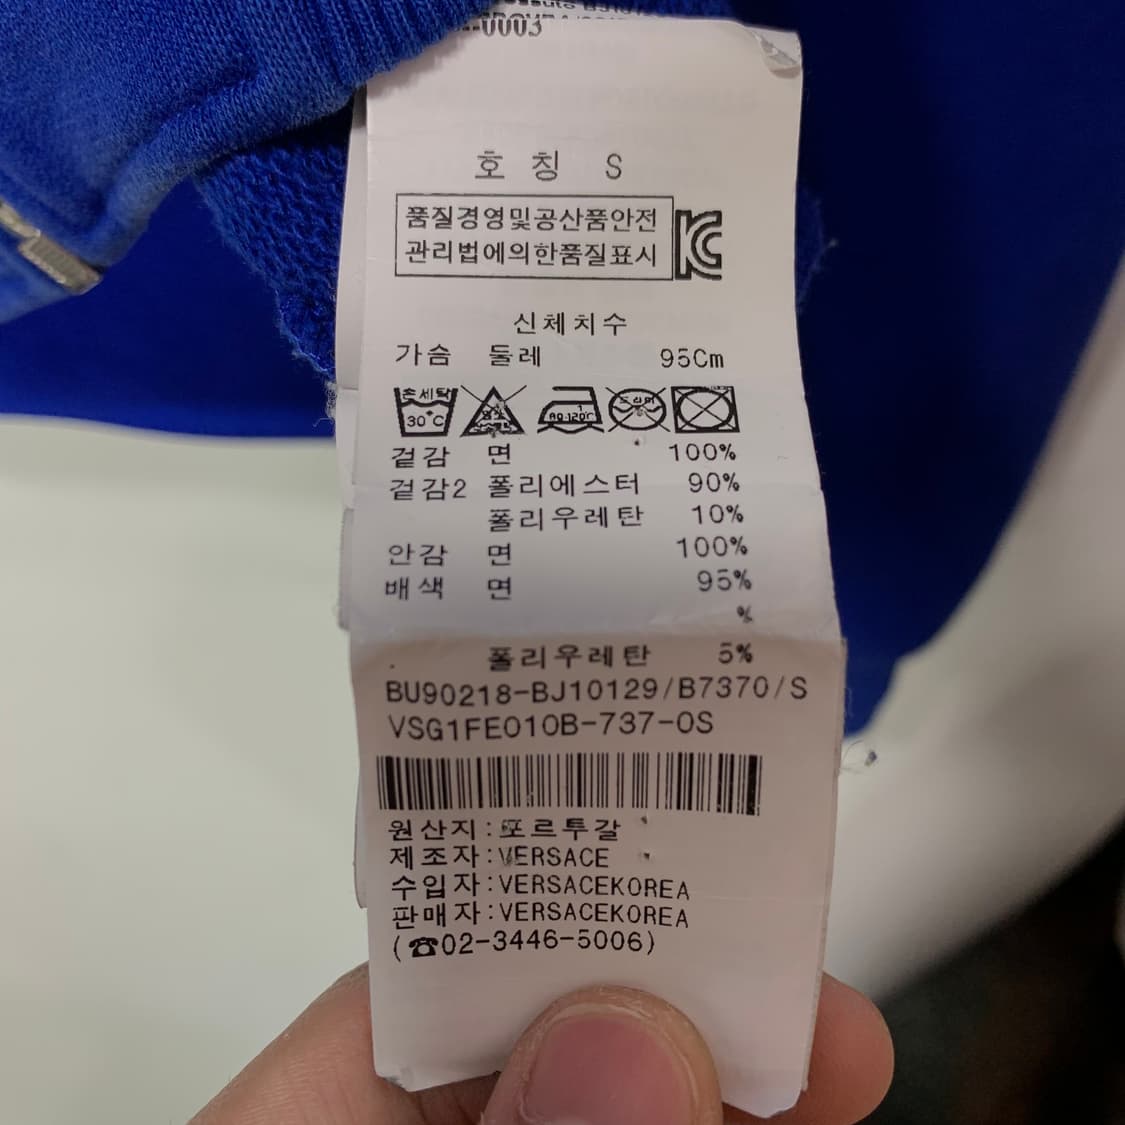 -0003
호칭 S
품질경영및공산품안전
관리법에의한품질표시
신체치수
가슴 둘레 95Cm
손세탁
30℃
겉감 면 100%
겉감2 폴리에스터 90%
폴리우레탄 10%
안감 면 100%
배색 면 95%
%
폴리우레탄 5%
BU90218-BJ10129/B7370/S
VSG1FE010B-737-0S
원산지:포르투갈
제조자:VERSACE
수입자:VERSACEKOREA
판매자:VERSACEKOREA
(☎02-3446-5006)